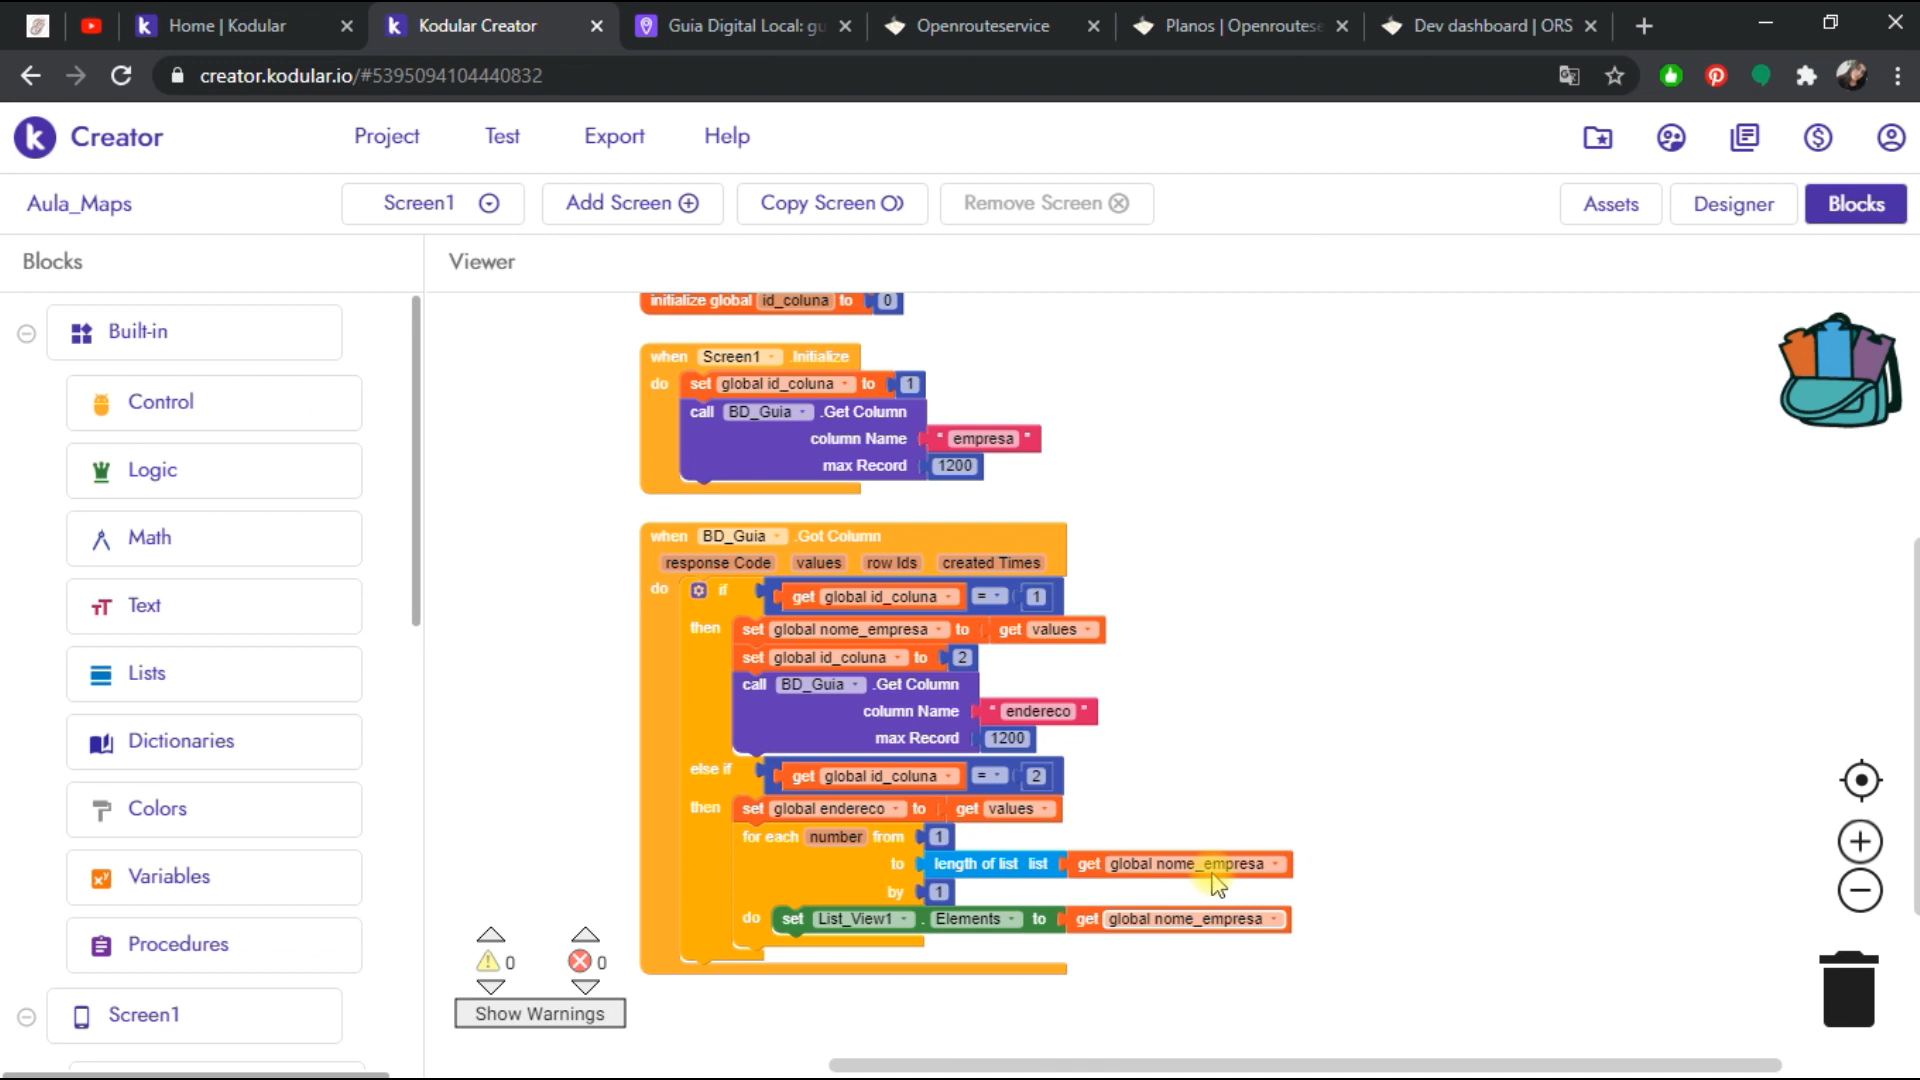 Home | Kodular
Kodular Creator
Guia Digital Local: gu
Openrouteservice
Planos | Openroutese
Dev dashboard | ORS
creator.kodular.io/#5395094104440832
Creator
Project
Test
Export
Help
Aula_Maps
Screen1
Add Screen
Copy Screen
Remove Screen
Assets
Designer
Blocks
Blocks
Viewer
Built-in
Control
Logic
Math
Text
Lists
Dictionaries
Colors
Variables
Procedures
Screen1
initialize global id_coluna to 0
when Screen1 .Initialize
do set global id_coluna to 1
call BD_Guia .Get Column
column Name " empresa "
max Record 1200
when BD_Guia .Got Column
response Code values row Ids created Times
do if get global id_coluna = 1
then set global nome_empresa to get values
set global id_coluna to 2
call BD_Guia .Get Column
column Name " endereco "
max Record 1200
else if get global id_coluna = 2
then set global endereco to get values
for each number from 1
to length of list list get global nome_empresa
by 1
do set List_View1 . Elements to get global nome_empresa
0 0
Show Warnings